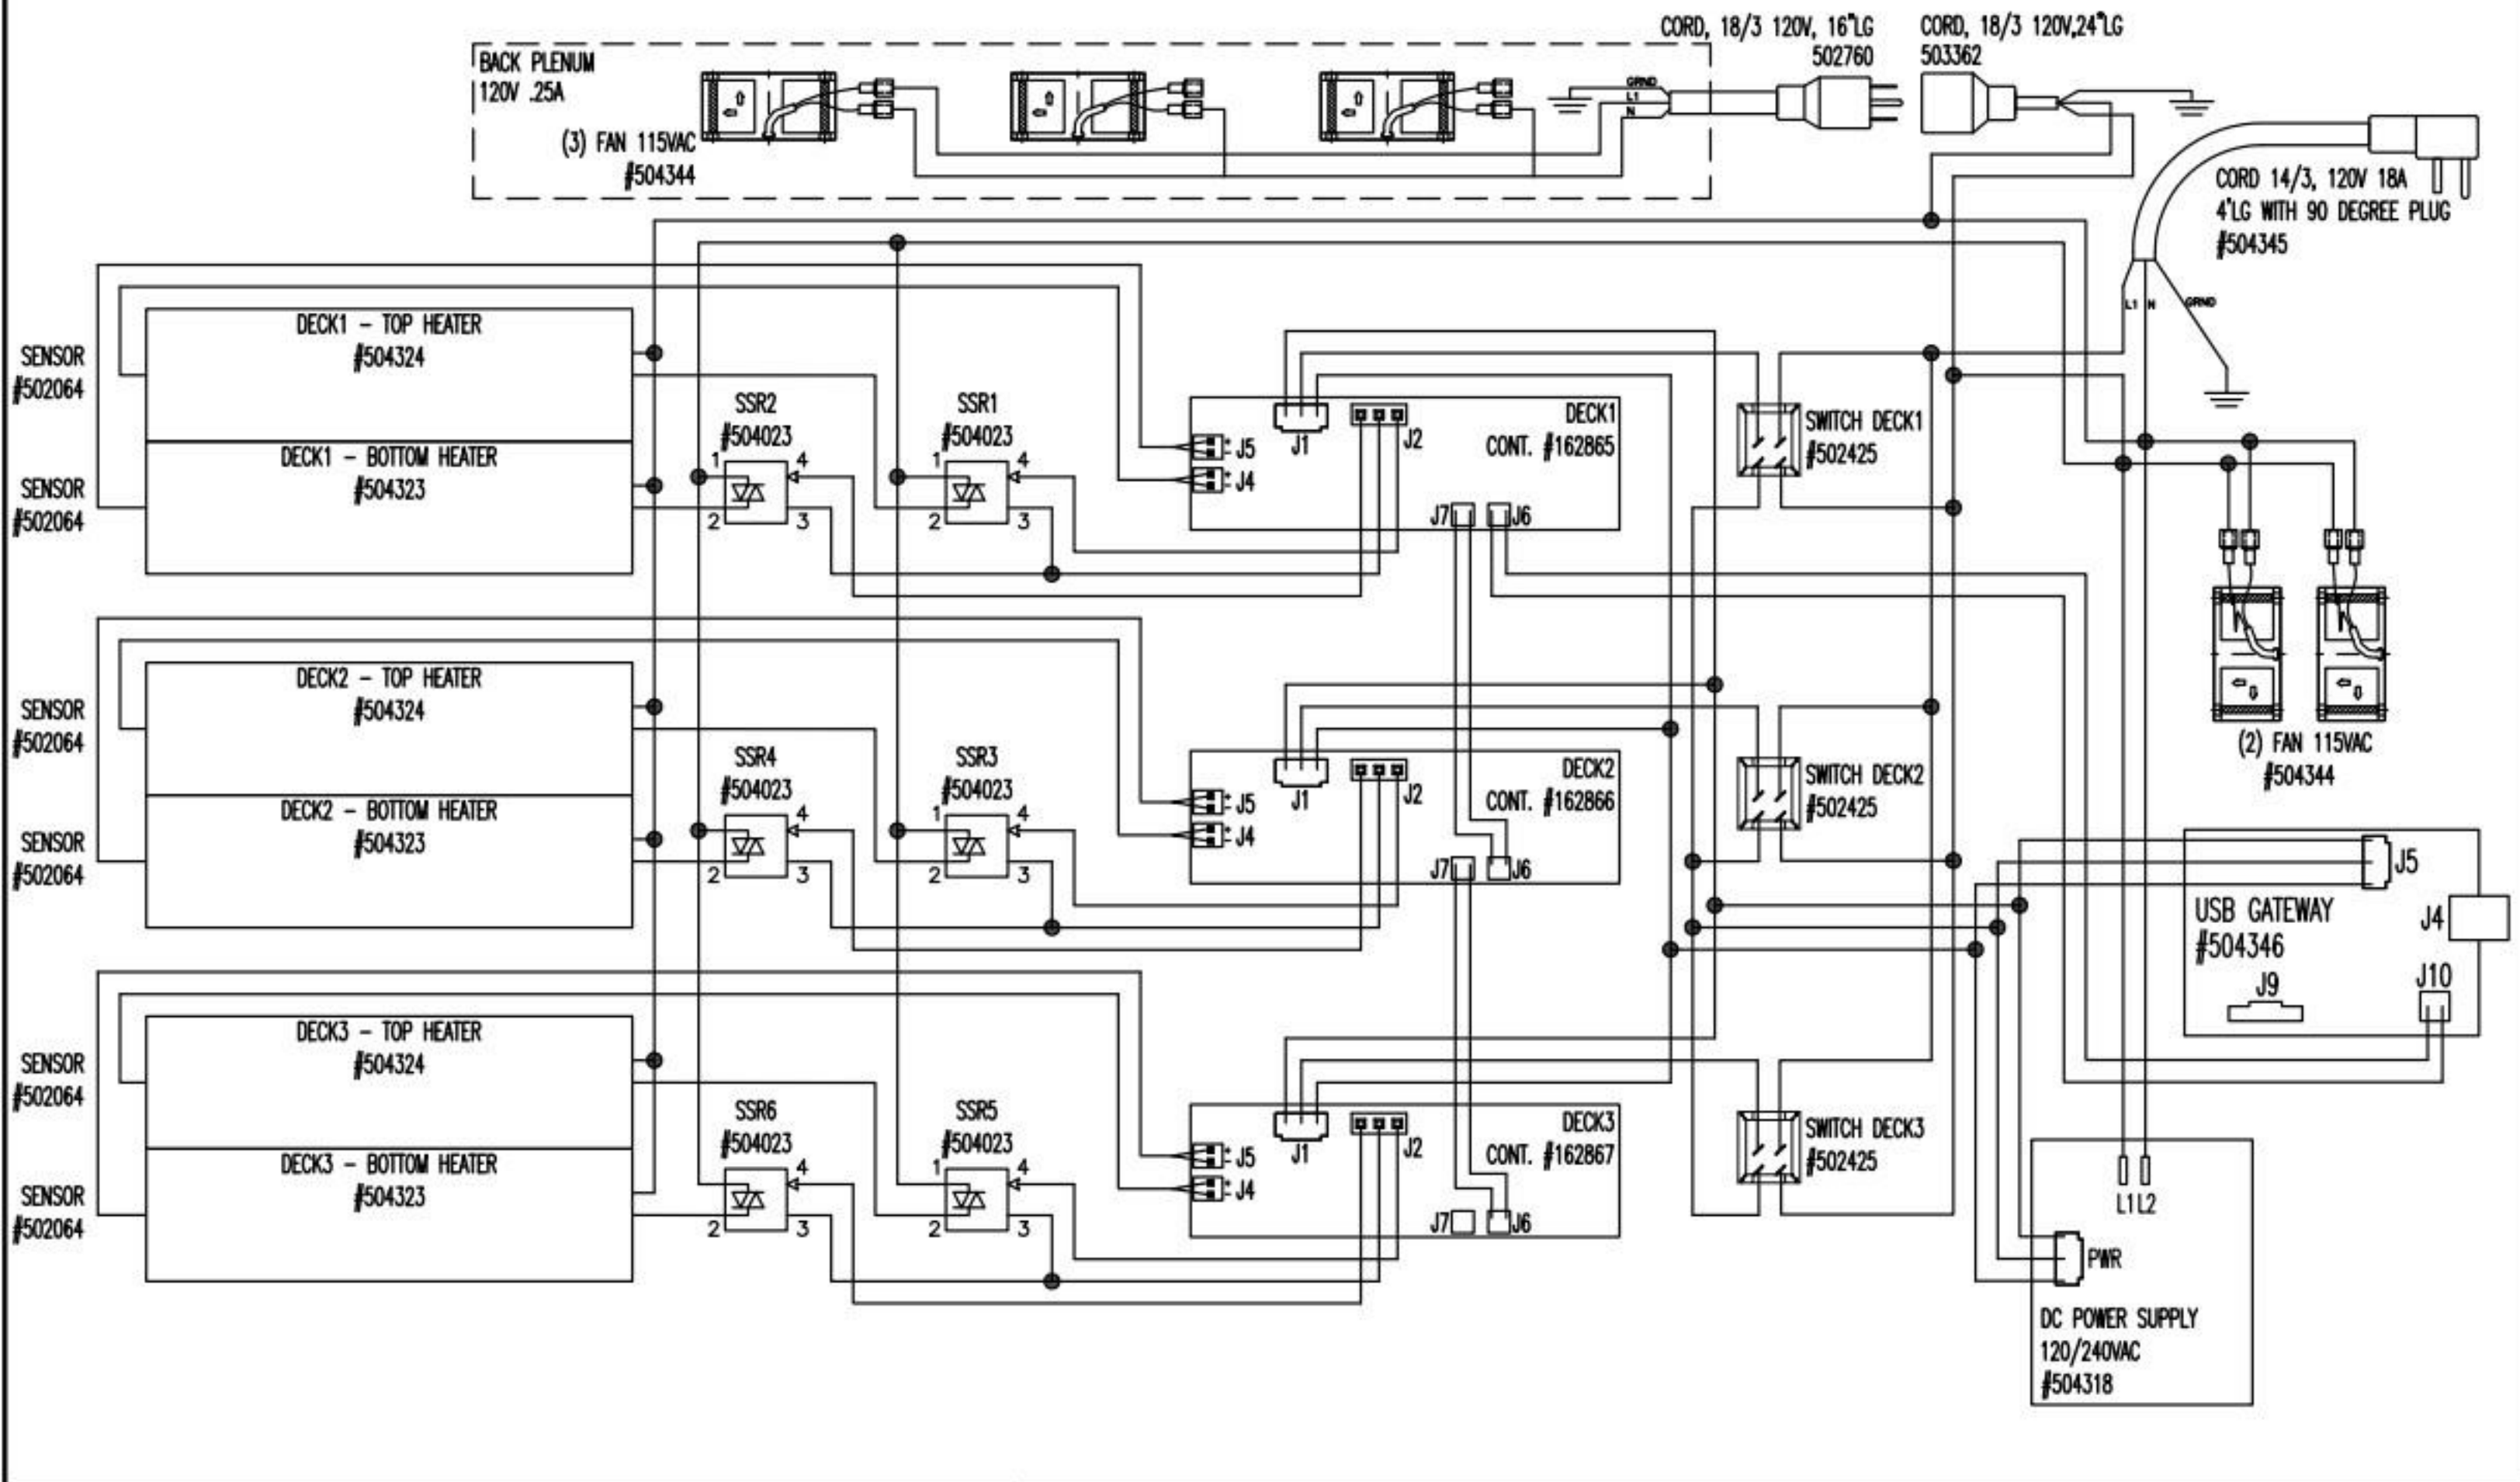 CORD, 18/3 120V, 16"LG
502760
CORD, 18/3 120V,24"LG
503362
BACK PLENUM
120V .25A
(3) FAN 115VAC
#504344
GRND
L1
N
CORD 14/3, 120V 18A
4'LG WITH 90 DEGREE PLUG
#504345
L1 N GRND
SENSOR
#502064
DECK1 - TOP HEATER
#504324
SENSOR
#502064
DECK1 - BOTTOM HEATER
#504323
SSR2
#504023
1 4
2 3
SSR1
#504023
1 4
2 3
DECK1
CONT. #162865
J1
J2
+
- J5
+
- J4
J7 J6
SWITCH DECK1
#502425
(2) FAN 115VAC
#504344
SENSOR
#502064
DECK2 - TOP HEATER
#504324
SENSOR
#502064
DECK2 - BOTTOM HEATER
#504323
SSR4
#504023
1 4
2 3
SSR3
#504023
1 4
2 3
DECK2
CONT. #162866
J1
J2
+
- J5
+
- J4
J7 J6
SWITCH DECK2
#502425
J5
USB GATEWAY
#504346
J4
J9
J10
SENSOR
#502064
DECK3 - TOP HEATER
#504324
SENSOR
#502064
DECK3 - BOTTOM HEATER
#504323
SSR6
#504023
1 4
2 3
SSR5
#504023
1 4
2 3
DECK3
CONT. #162867
J1
J2
+
- J5
+
- J4
J7 J6
SWITCH DECK3
#502425
L1 L2
PWR
DC POWER SUPPLY
120/240VAC
#504318